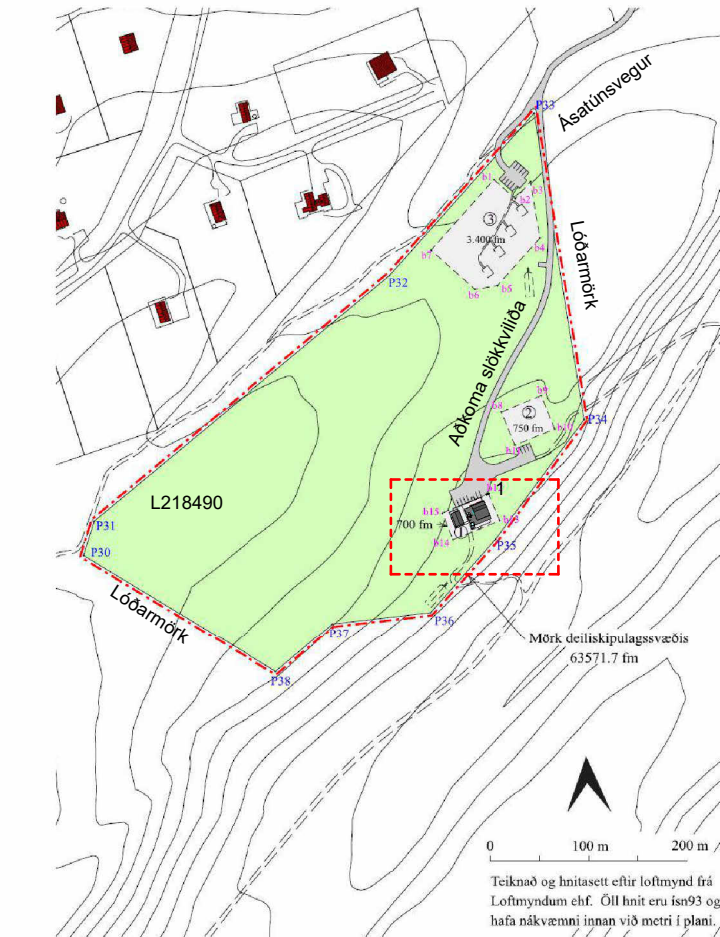 P33
Ásatúnsvegur
b1
b3
b2
3
3.400 fm
b4
b7
Lóðarmörk
P32
b5
b6
Aðkoma slökkviliða
b9
b8
2
750 fm
b10
P34
L218490
1
P31
700 fm
P35
b14
P30
Lóðarmörk
P36
P37
Mörk deiliskipulagssvæðis
63571.7 fm
P38
0 100 m 200 m
Teiknað og hnitasett eftir loftmynd frá
Loftmyndum ehf. Öll hnit eru ísn93 og
hafa nákvæmni innan við metri í plani.